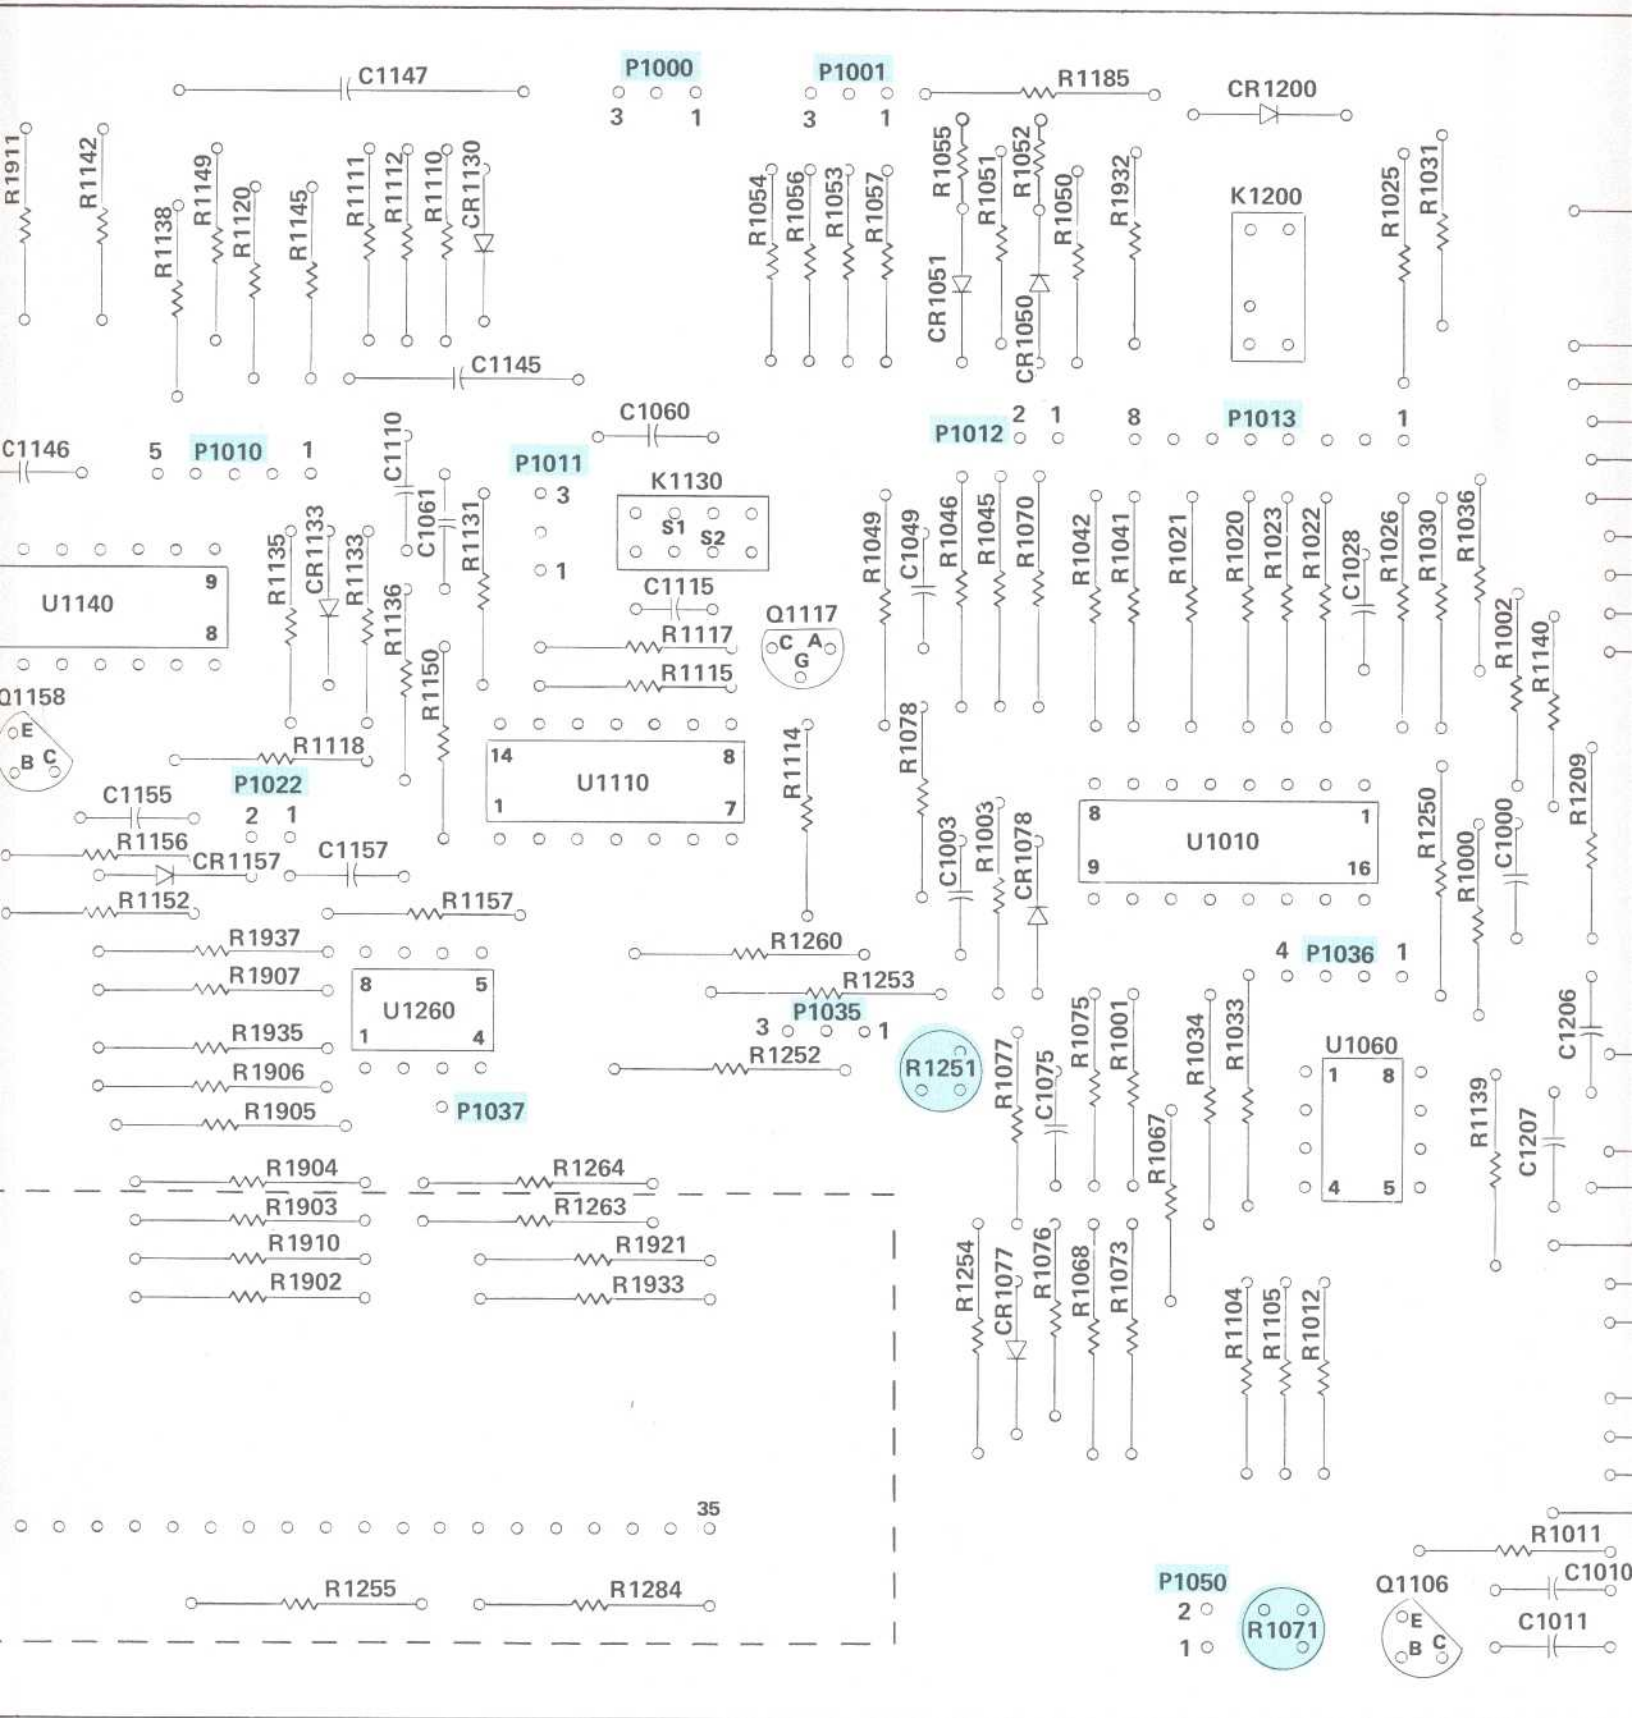 C1147
P1000
P1001
R1185
CR1200
3 1
3 1
R1911
R1142
R1149
R1138
R1120
R1145
R1111
R1112
R1110
CR1130
R1054
R1056
R1053
R1057
R1055
R1051
R1052
R1050
R1932
CR1051
CR1050
K1200
R1025
R1031
C1145
C1060
C1146
5 P1010 1
C1110
C1061
R1131
P1011
3
1
K1130
S1 S2
P1012
2 1
8 P1013 1
C1115
Q1117
C A
G
R1117
R1115
U1140
9
8
R1135
CR1133
R1133
R1136
R1150
R1049
C1049
R1046
R1045
R1070
R1042
R1041
R1021
R1020
R1023
R1022
C1028
R1026
R1030
R1036
R1002
R1140
Q1158
E
B C
R1118
P1022
2 1
14 8
U1110
1 7
R1114
R1078
C1155
R1156
CR1157
C1157
R1152
R1157
C1003
R1003
CR1078
8 1
U1010
9 16
R1250
R1000
C1000
R1209
R1937
R1907
R1935
R1906
R1905
8 5
U1260
1 4
P1037
R1260
R1253
P1035
3 1
R1252
R1251
4 P1036 1
R1077
C1075
R1075
R1001
R1067
R1034
R1033
U1060
1 8
4 5
R1139
C1206
C1207
R1904
R1903
R1910
R1902
R1264
R1263
R1921
R1933
R1254
CR1077
R1076
R1068
R1073
R1104
R1105
R1012
35
R1255
R1284
P1050
2
1
R1071
Q1106
E
B C
R1011
C1010
C1011